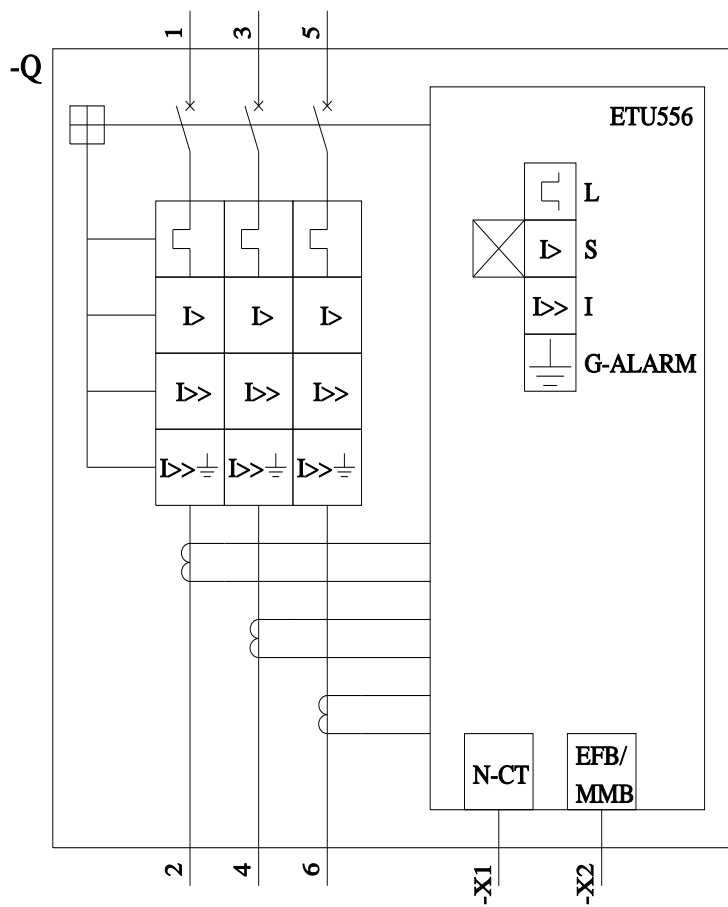 1 3 5
-Q
ETU556
L
I> S
I> I> I>
I>> I
I>> I>> I>>
G-ALARM
I>> I>> I>>
N-CT
EFB/
MMB
2 4 6 -X1 -X2